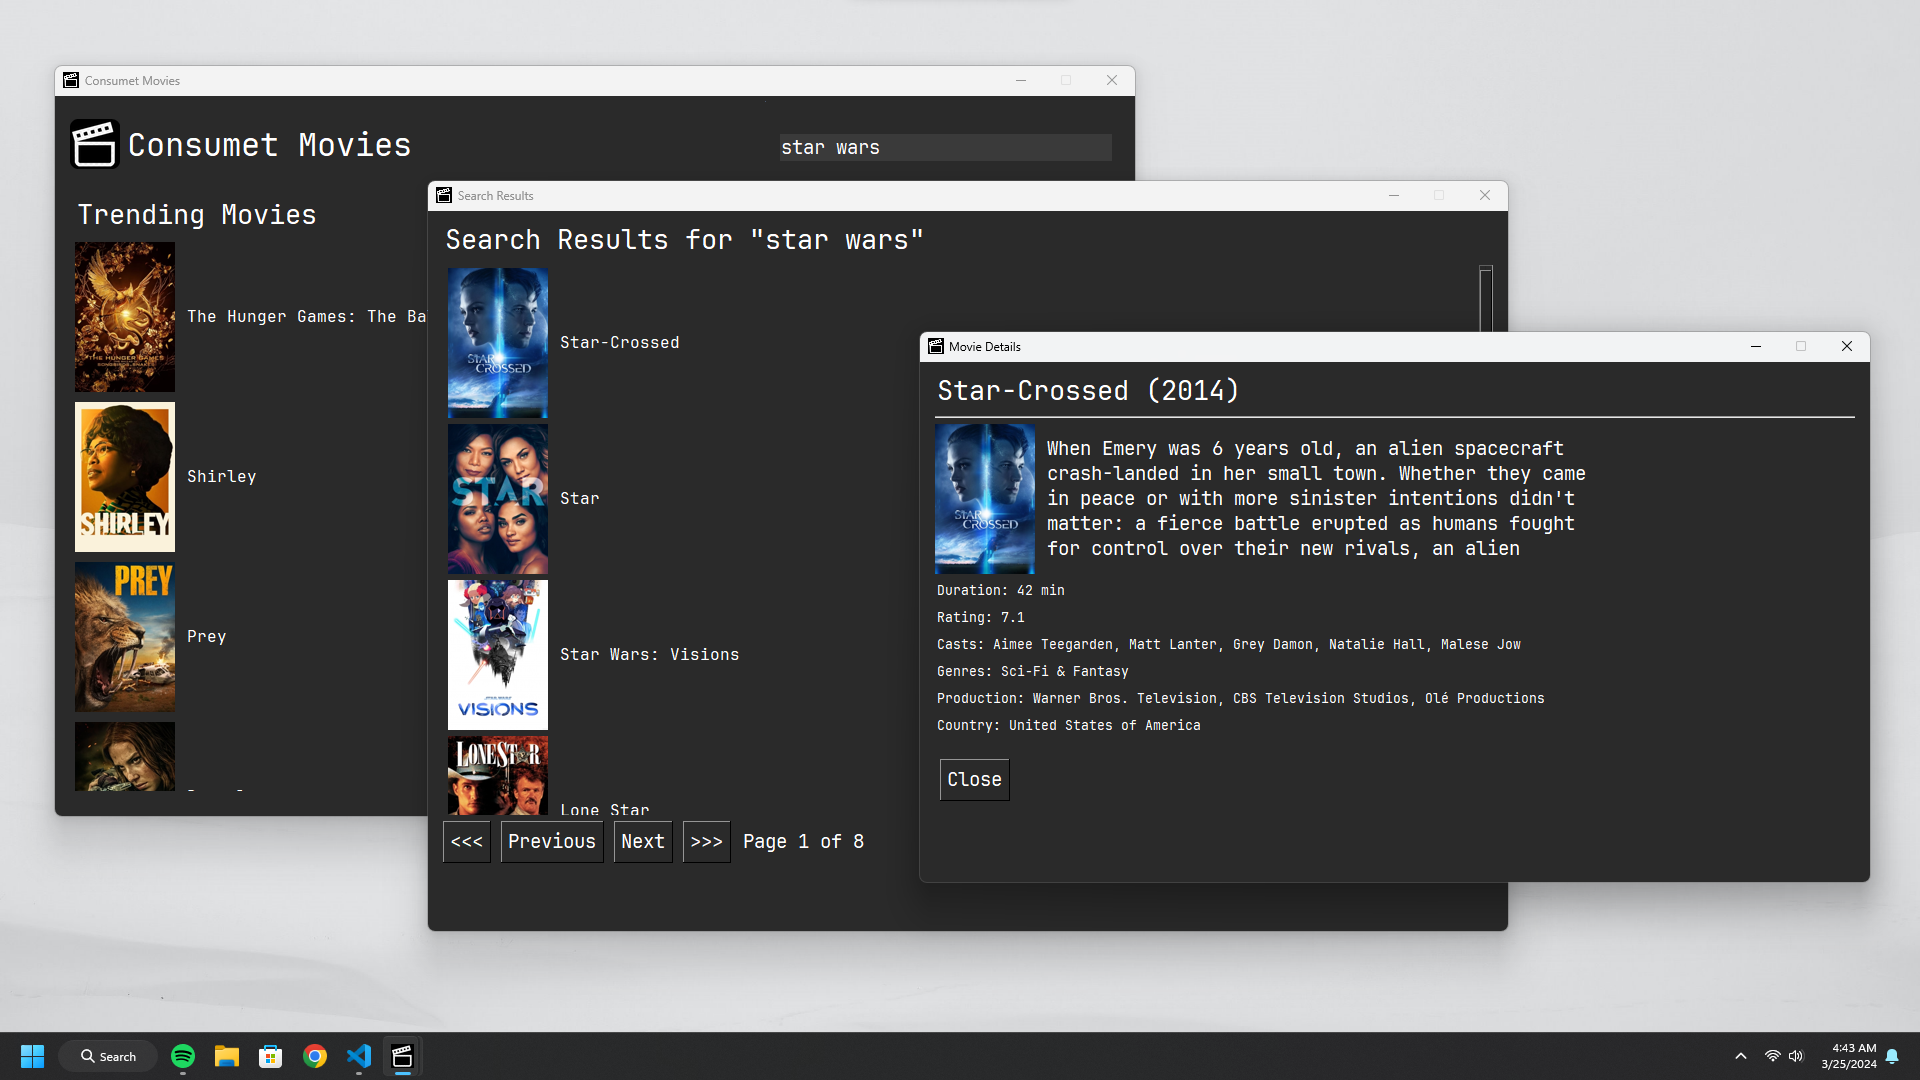 Consumet Movies
Consumet Movies
star wars
Trending Movies
THE HUNGER GAMES
The Hunger Games: The Ba
SHIRLEY
Shirley
PREY
Prey
Search Results
Search Results for "star wars"
STAR CROSSED
Star-Crossed
STAR
Star
VISIONS
Star Wars: Visions
LONE STAR
Lone Star
<<<
Previous
Next
>>>
Page 1 of 8
Movie Details
Star-Crossed (2014)
STAR CROSSED
When Emery was 6 years old, an alien spacecraft
crash-landed in her small town. Whether they came
in peace or with more sinister intentions didn't
matter: a fierce battle erupted as humans fought
for control over their new rivals, an alien
Duration: 42 min
Rating: 7.1
Casts: Aimee Teegarden, Matt Lanter, Grey Damon, Natalie Hall, Malese Jow
Genres: Sci-Fi & Fantasy
Production: Warner Bros. Television, CBS Television Studios, Olé Productions
Country: United States of America
Close
Search
4:43 AM
3/25/2024